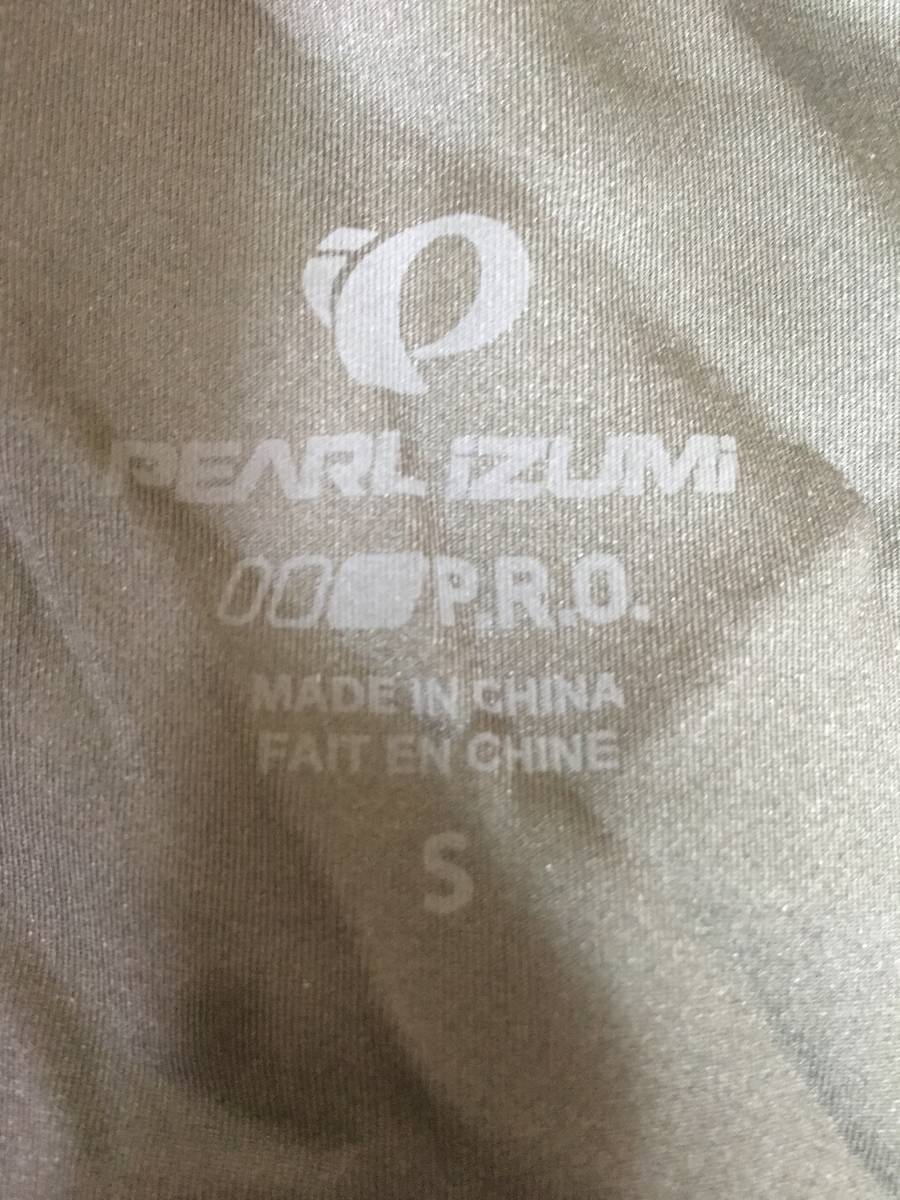 PEARL iZUMi
P.R.O.
MADE IN CHINA
FAIT EN CHINE
S